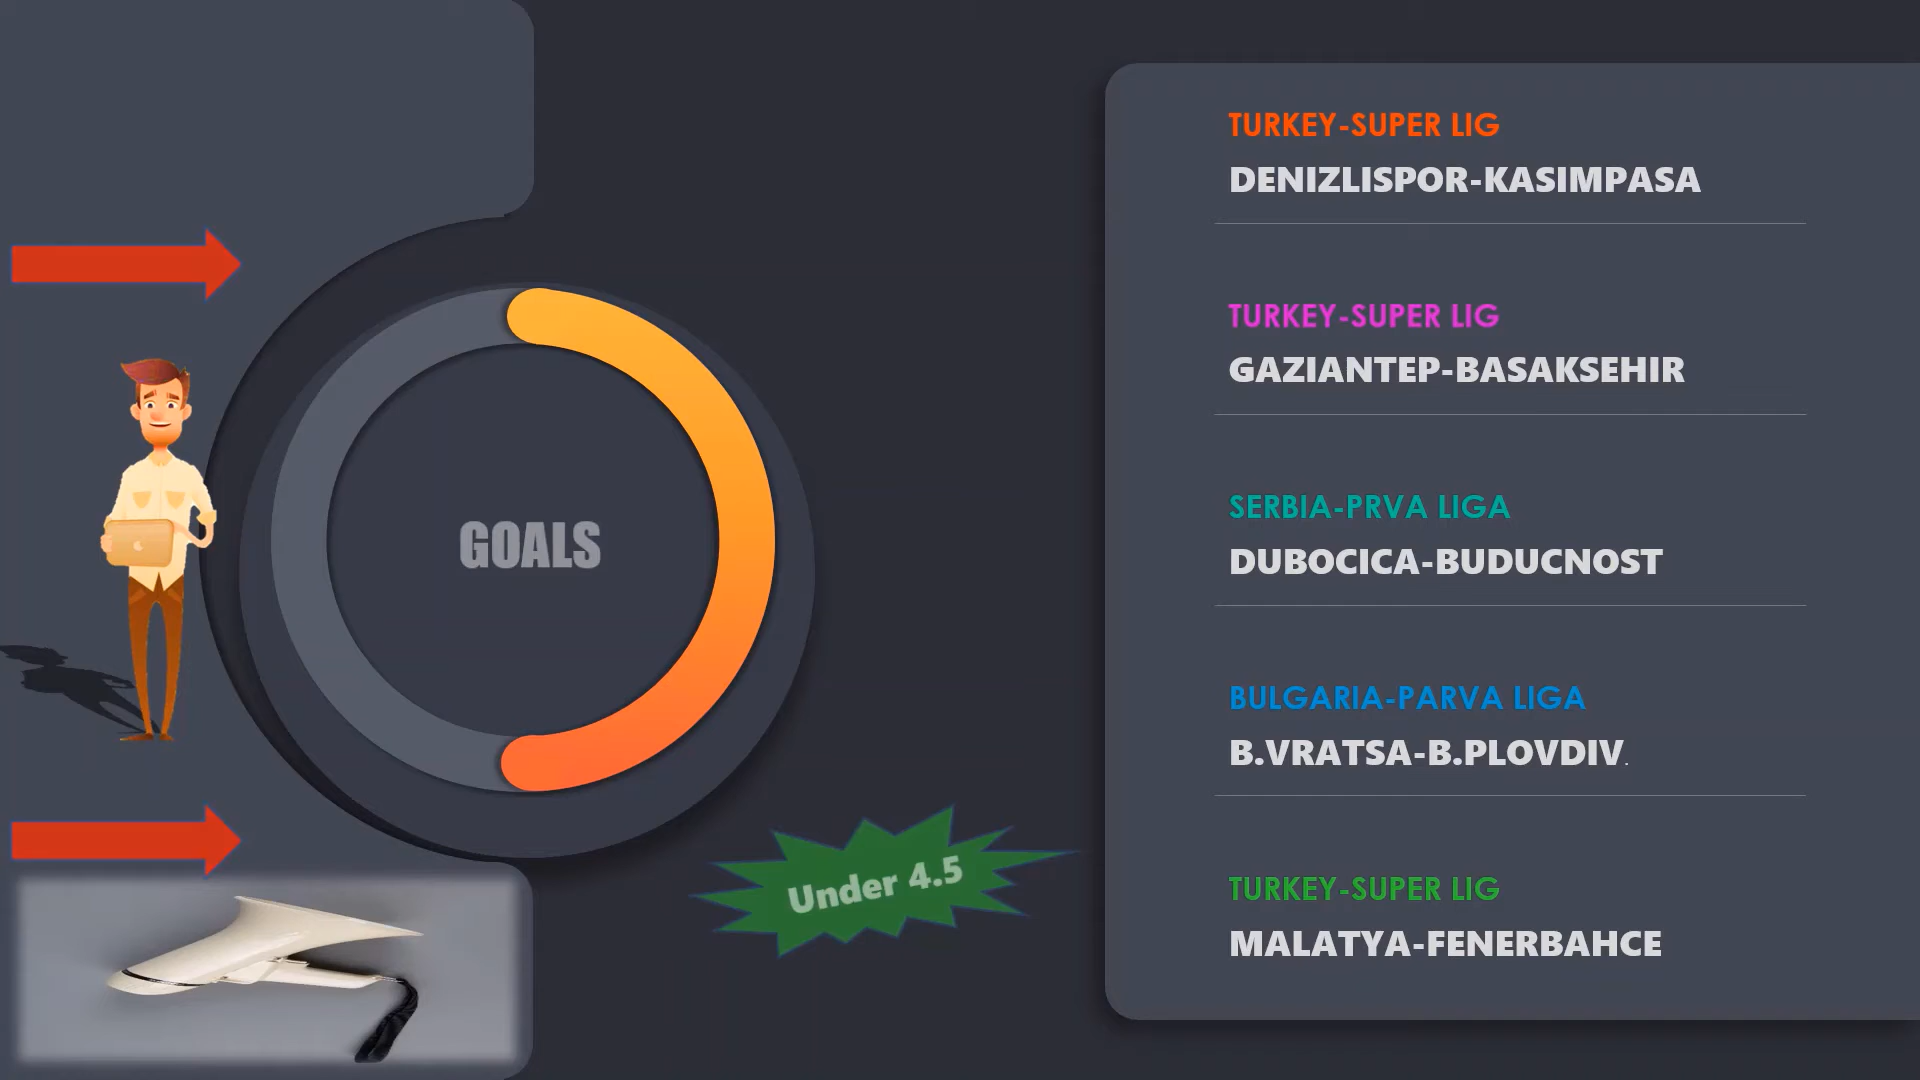 GOALS
Under 4.5
TURKEY-SUPER LIG
DENIZLISPOR-KASIMPASA
TURKEY-SUPER LIG
GAZIANTEP-BASAKSEHIR
SERBIA-PRVA LIGA
DUBOCICA-BUDUCNOST
BULGARIA-PARVA LIGA
B.VRATSA-B.PLOVDIV.
TURKEY-SUPER LIG
MALATYA-FENERBAHCE